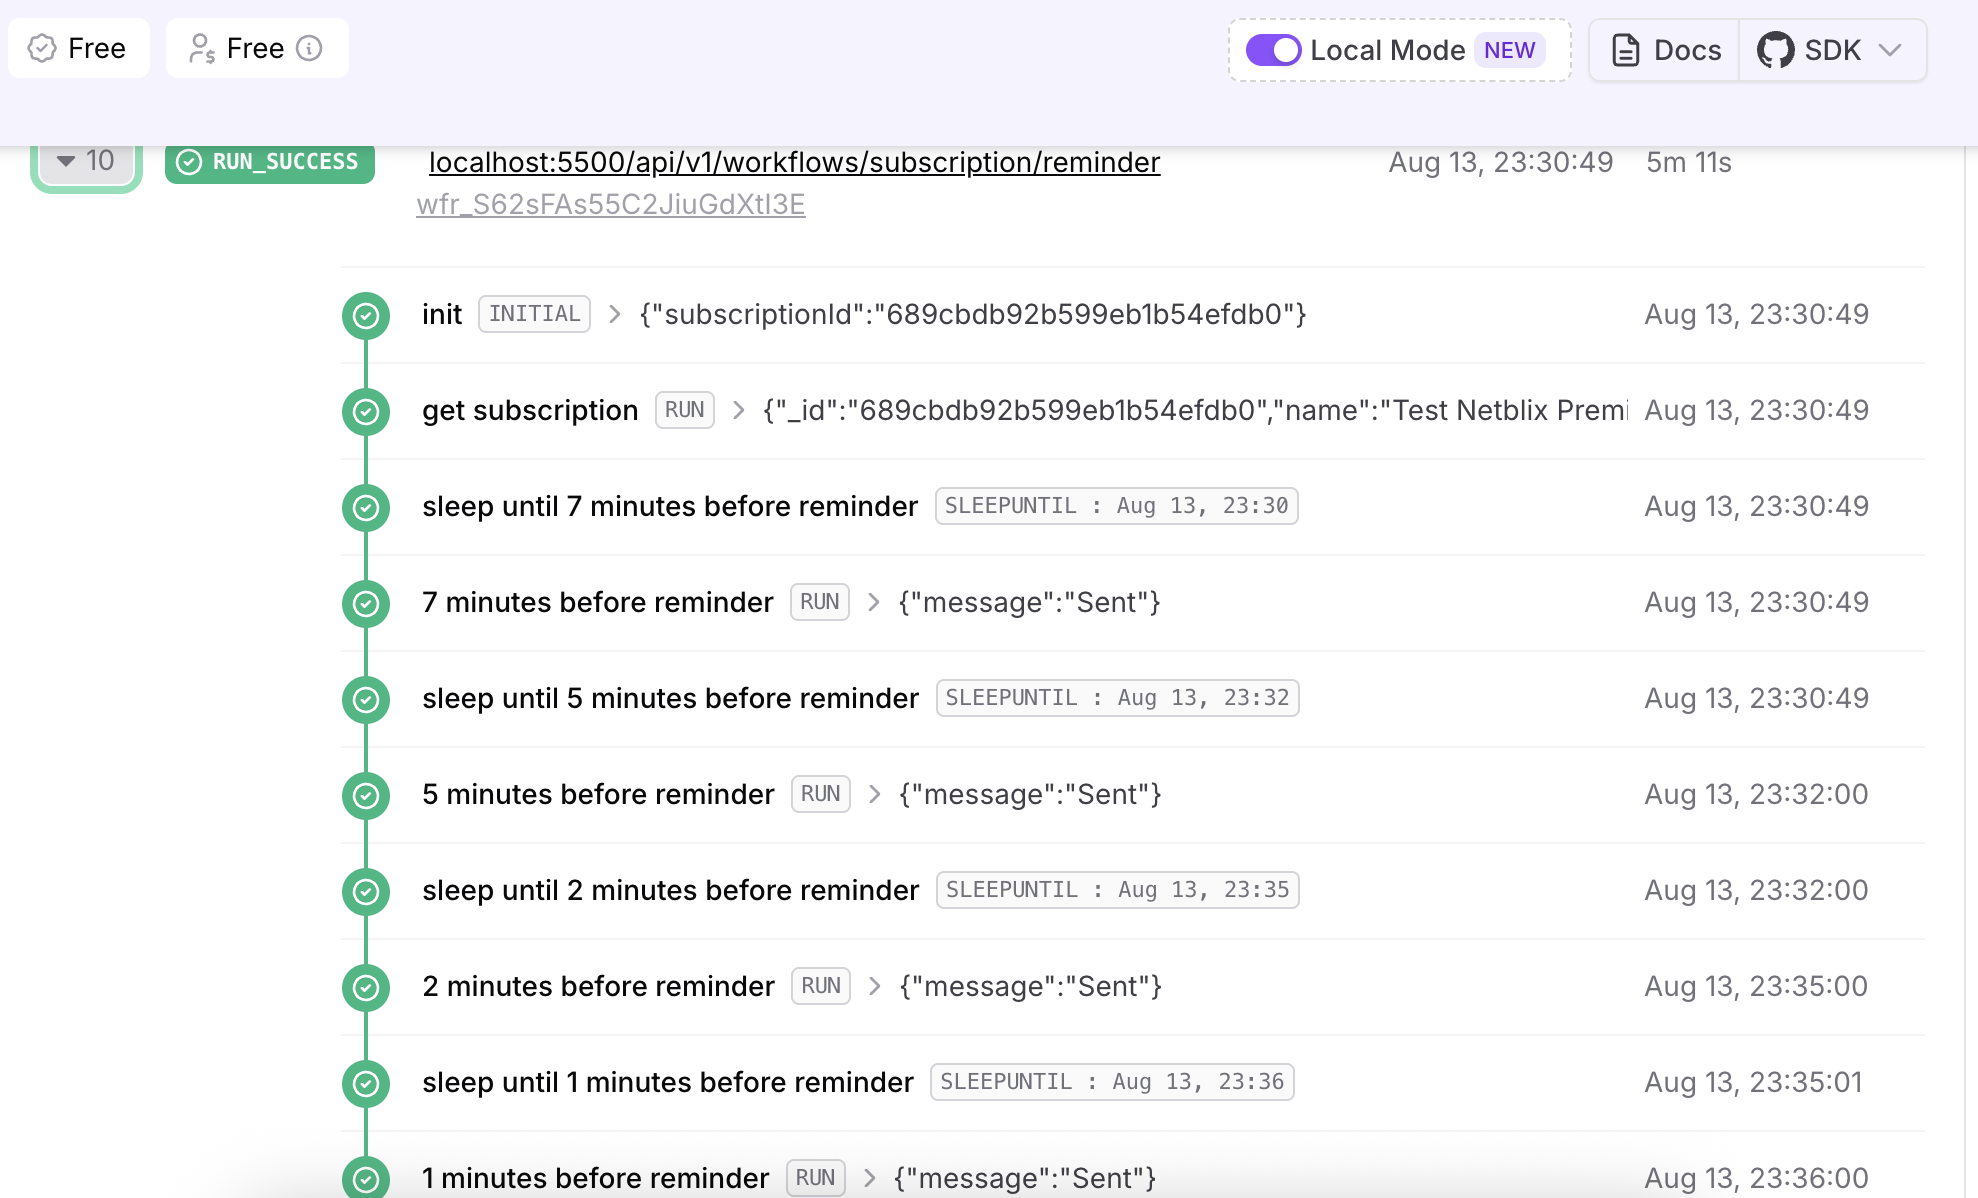 Free Free Local Mode NEW Docs SDK
10 RUN_SUCCESS localhost:5500/api/v1/workflows/subscription/reminder Aug 13, 23:30:49 5m 11s
wfr_S62sFAs55C2JiuGdXtI3E
init INITIAL > {"subscriptionId":"689cbdb92b599eb1b54efdb0"} Aug 13, 23:30:49
get subscription RUN > {"_id":"689cbdb92b599eb1b54efdb0","name":"Test Netblix Premi Aug 13, 23:30:49
sleep until 7 minutes before reminder SLEEPUNTIL : Aug 13, 23:30 Aug 13, 23:30:49
7 minutes before reminder RUN > {"message":"Sent"} Aug 13, 23:30:49
sleep until 5 minutes before reminder SLEEPUNTIL : Aug 13, 23:32 Aug 13, 23:30:49
5 minutes before reminder RUN > {"message":"Sent"} Aug 13, 23:32:00
sleep until 2 minutes before reminder SLEEPUNTIL : Aug 13, 23:35 Aug 13, 23:32:00
2 minutes before reminder RUN > {"message":"Sent"} Aug 13, 23:35:00
sleep until 1 minutes before reminder SLEEPUNTIL : Aug 13, 23:36 Aug 13, 23:35:01
1 minutes before reminder RUN > {"message":"Sent"} Aug 13, 23:36:00